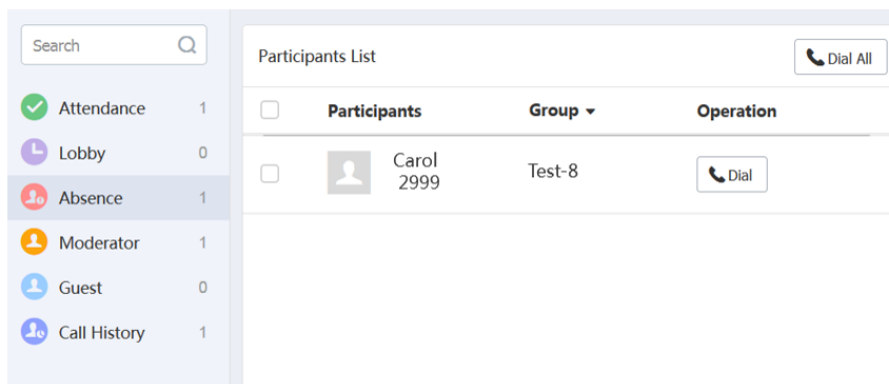 Search
Attendance 1
Lobby 0
Absence 1
Moderator 1
Guest 0
Call History 1
Participants List
Dial All
Participants Group Operation
Carol
2999
Test-8
Dial